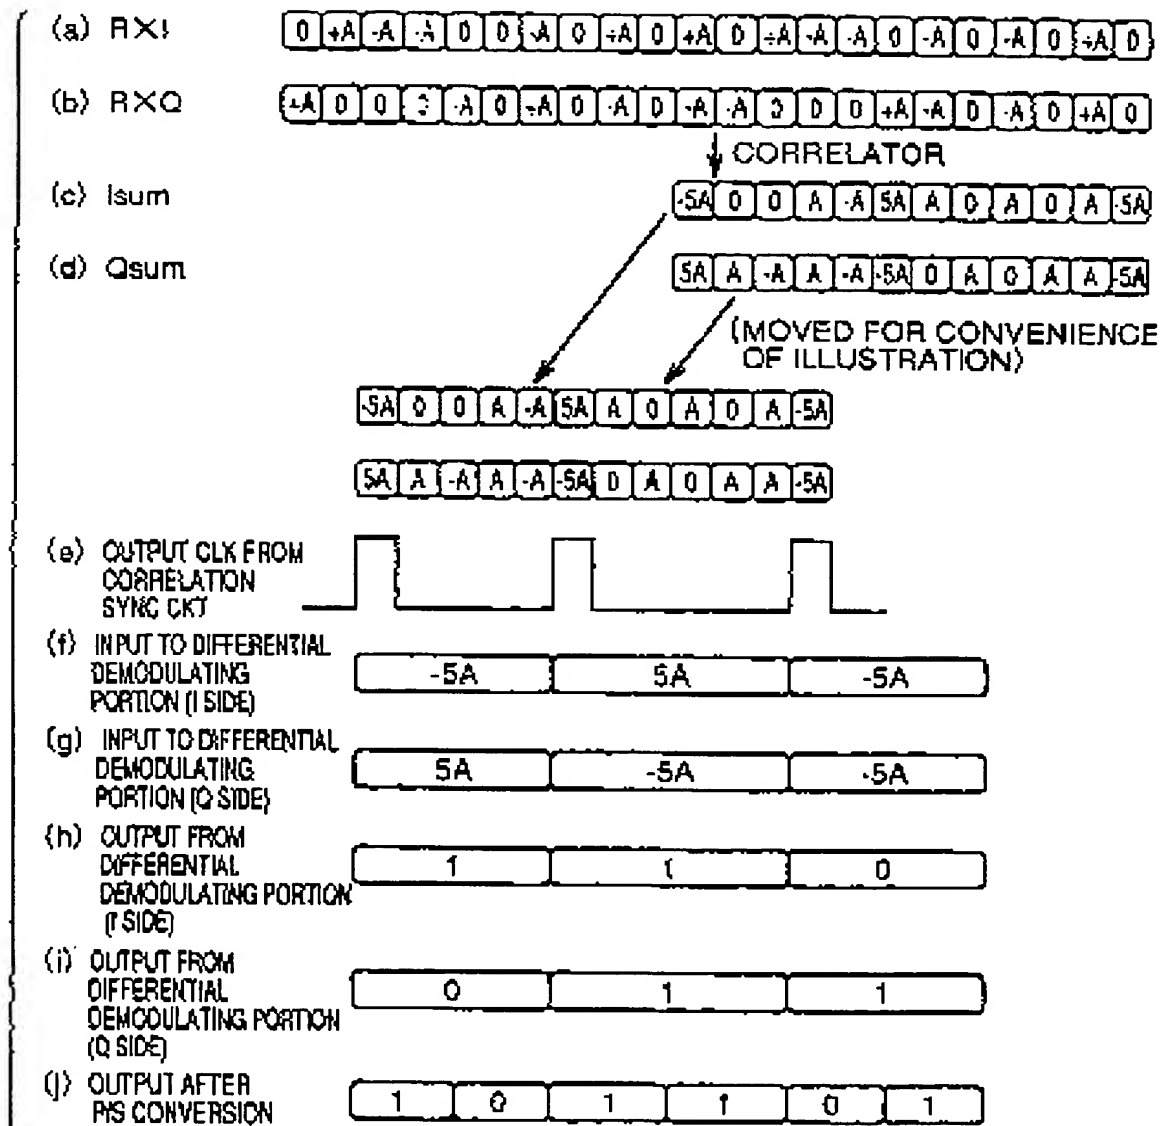 (a) RXI 0 +A -A -A 0 0 -A 0 +A 0 +A 0 +A -A -A 0 -A 0 -A 0 +A 0
(b) RXQ +A 0 0 0 -A 0 +A 0 -A 0 -A -A 0 0 0 +A -A 0 -A 0 +A 0
CORRELATOR
(c) Isum -5A 0 0 A -A 5A A 0 A 0 A -5A
(d) Qsum 5A A -A A -A -5A 0 A 0 A A -5A
(MOVED FOR CONVENIENCE
OF ILLUSTRATION)
-5A 0 0 A -A 5A A 0 A 0 A -5A
5A A -A A -A -5A 0 A 0 A A -5A
(e) OUTPUT CLK FROM
CORRELATION
SYNC CKT
(f) INPUT TO DIFFERENTIAL
DEMODULATING
PORTION (I SIDE)
-5A 5A -5A
(g) INPUT TO DIFFERENTIAL
DEMODULATING
PORTION (Q SIDE)
5A -5A -5A
(h) OUTPUT FROM
DIFFERENTIAL
DEMODULATING PORTION
(I SIDE)
1 1 0
(i) OUTPUT FROM
DIFFERENTIAL
DEMODULATING PORTION
(Q SIDE)
0 1 1
(j) OUTPUT AFTER
P/S CONVERSION
1 0 1 1 0 1